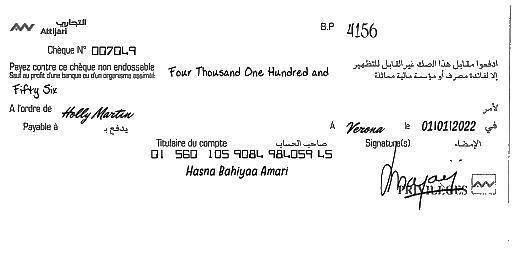 التجاري
Attijari
B.P 4156
Chèque N° 007049
Payez contre ce chèque non endossable
ادفعوا مقابل هذا الصك غير القابل للتظهير
Sauf au profit d'une banque ou d'un organisme assimilé
Four Thousand One Hundred and
إلا لفائدة مصرف أو مؤسسة مالية مماثلة
Fifty Six
A l'ordre de Holly Martin
لأمر
Payable à يدفع بـ
A Verona le 01/01/2022 في
Titulaire du compte صاحب الحساب
Signature(s) الإمضاء
01 560 105 9084 984059 45
Hasna Bahiyaa Amari
PRIVILÈGES